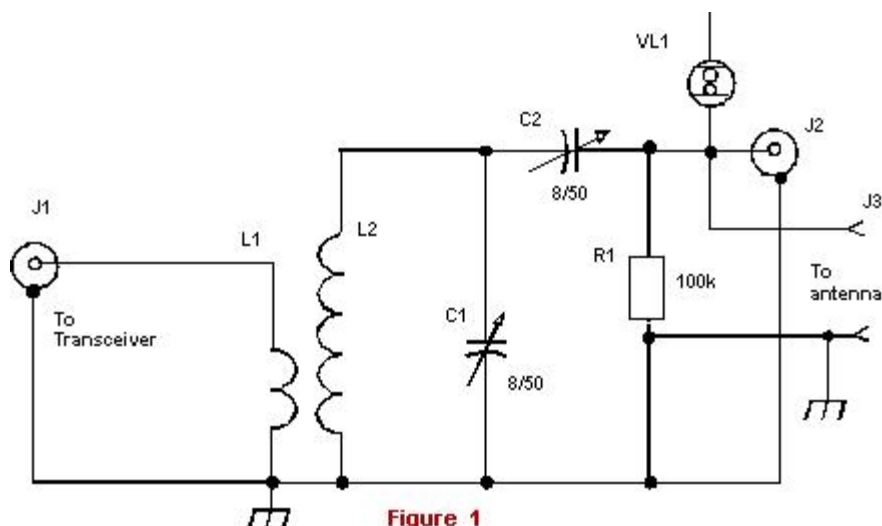 VL1
C2
J2
8/50
J1
L1
L2
J3
R1
100k
To
antenna
To
Transceiver
C1
8/50
Figure 1